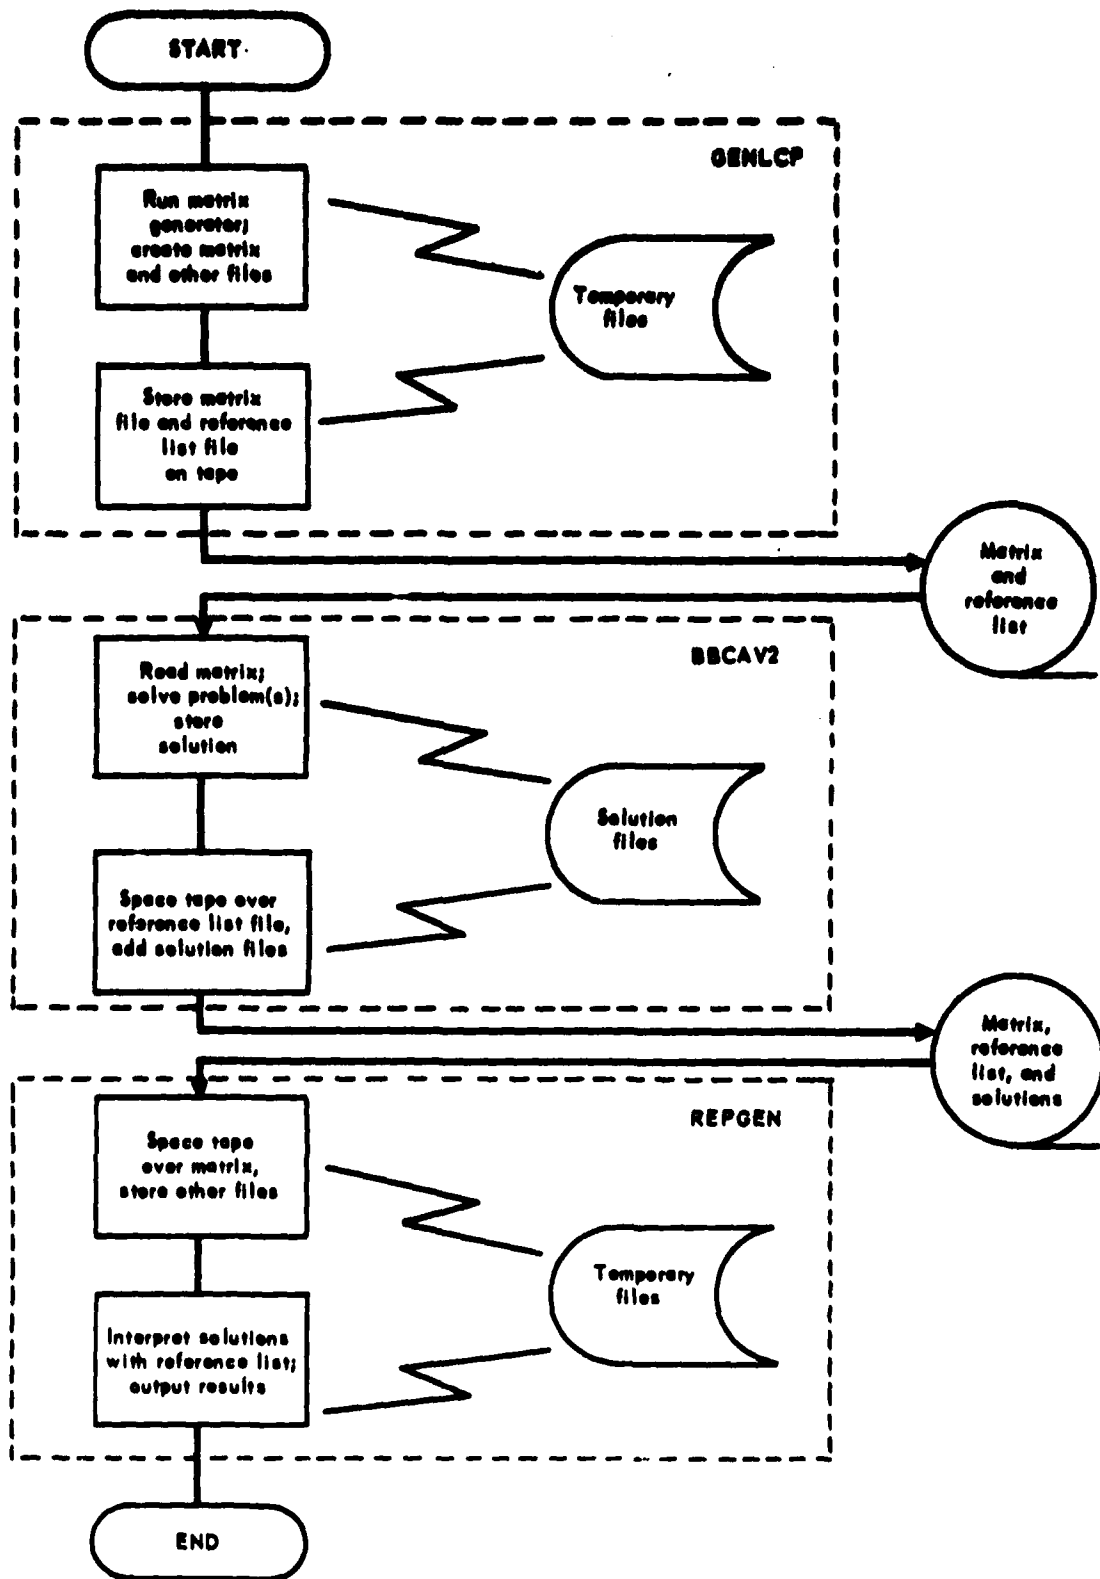 START
GENLCP
Run matrix
generator;
create matrix
and other files
Temporary
files
Store matrix
file and reference
list file
on tape
Matrix
and
reference
list
BBCAV2
Read matrix;
solve problem(s);
store
solution
Solution
files
Space tape over
reference list file,
add solution files
Matrix,
reference
list, and
solutions
REPGEN
Space tape
over matrix,
store other files
Temporary
files
Interpret solutions
with reference list;
output results
END